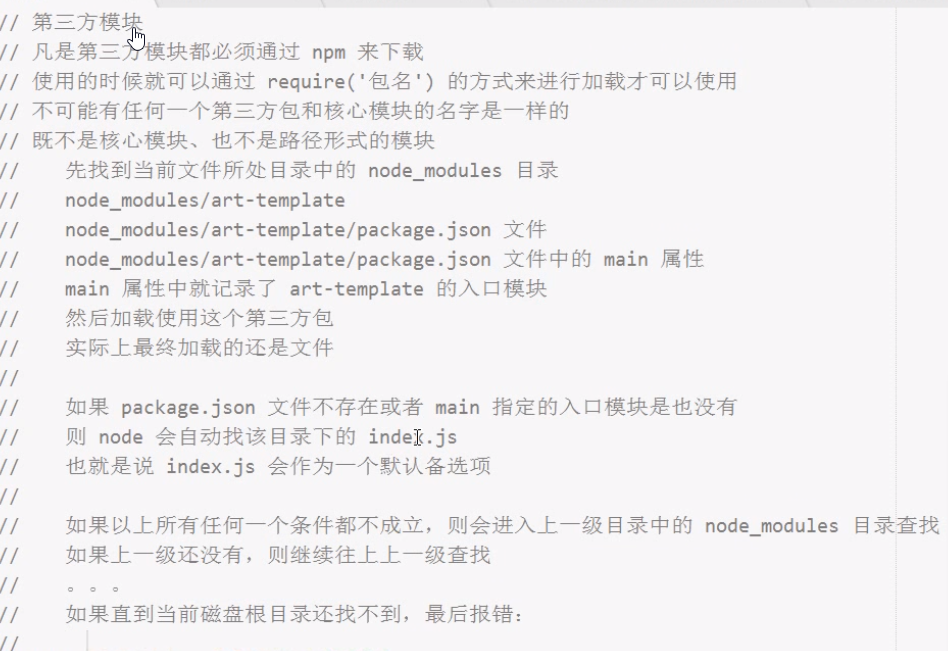 // 第三方模块
// 凡是第三方模块都必须通过 npm 来下载
// 使用的时候就可以通过 require('包名') 的方式来进行加载才可以使用
// 不可能有任何一个第三方包和核心模块的名字是一样的
// 既不是核心模块、也不是路径形式的模块
//    先找到当前文件所处目录中的 node_modules 目录
//    node_modules/art-template
//    node_modules/art-template/package.json 文件
//    node_modules/art-template/package.json 文件中的 main 属性
//    main 属性中就记录了 art-template 的入口模块
//    然后加载使用这个第三方包
//    实际上最终加载的还是文件
//
//    如果 package.json 文件不存在或者 main 指定的入口模块是也没有
//    则 node 会自动找该目录下的 index.js
//    也就是说 index.js 会作为一个默认备选项
//
//    如果以上所有任何一个条件都不成立，则会进入上一级目录中的 node_modules 目录查找
//    如果上一级还没有，则继续往上上一级查找
//    。。。
//    如果直到当前磁盘根目录还找不到，最后报错：
//